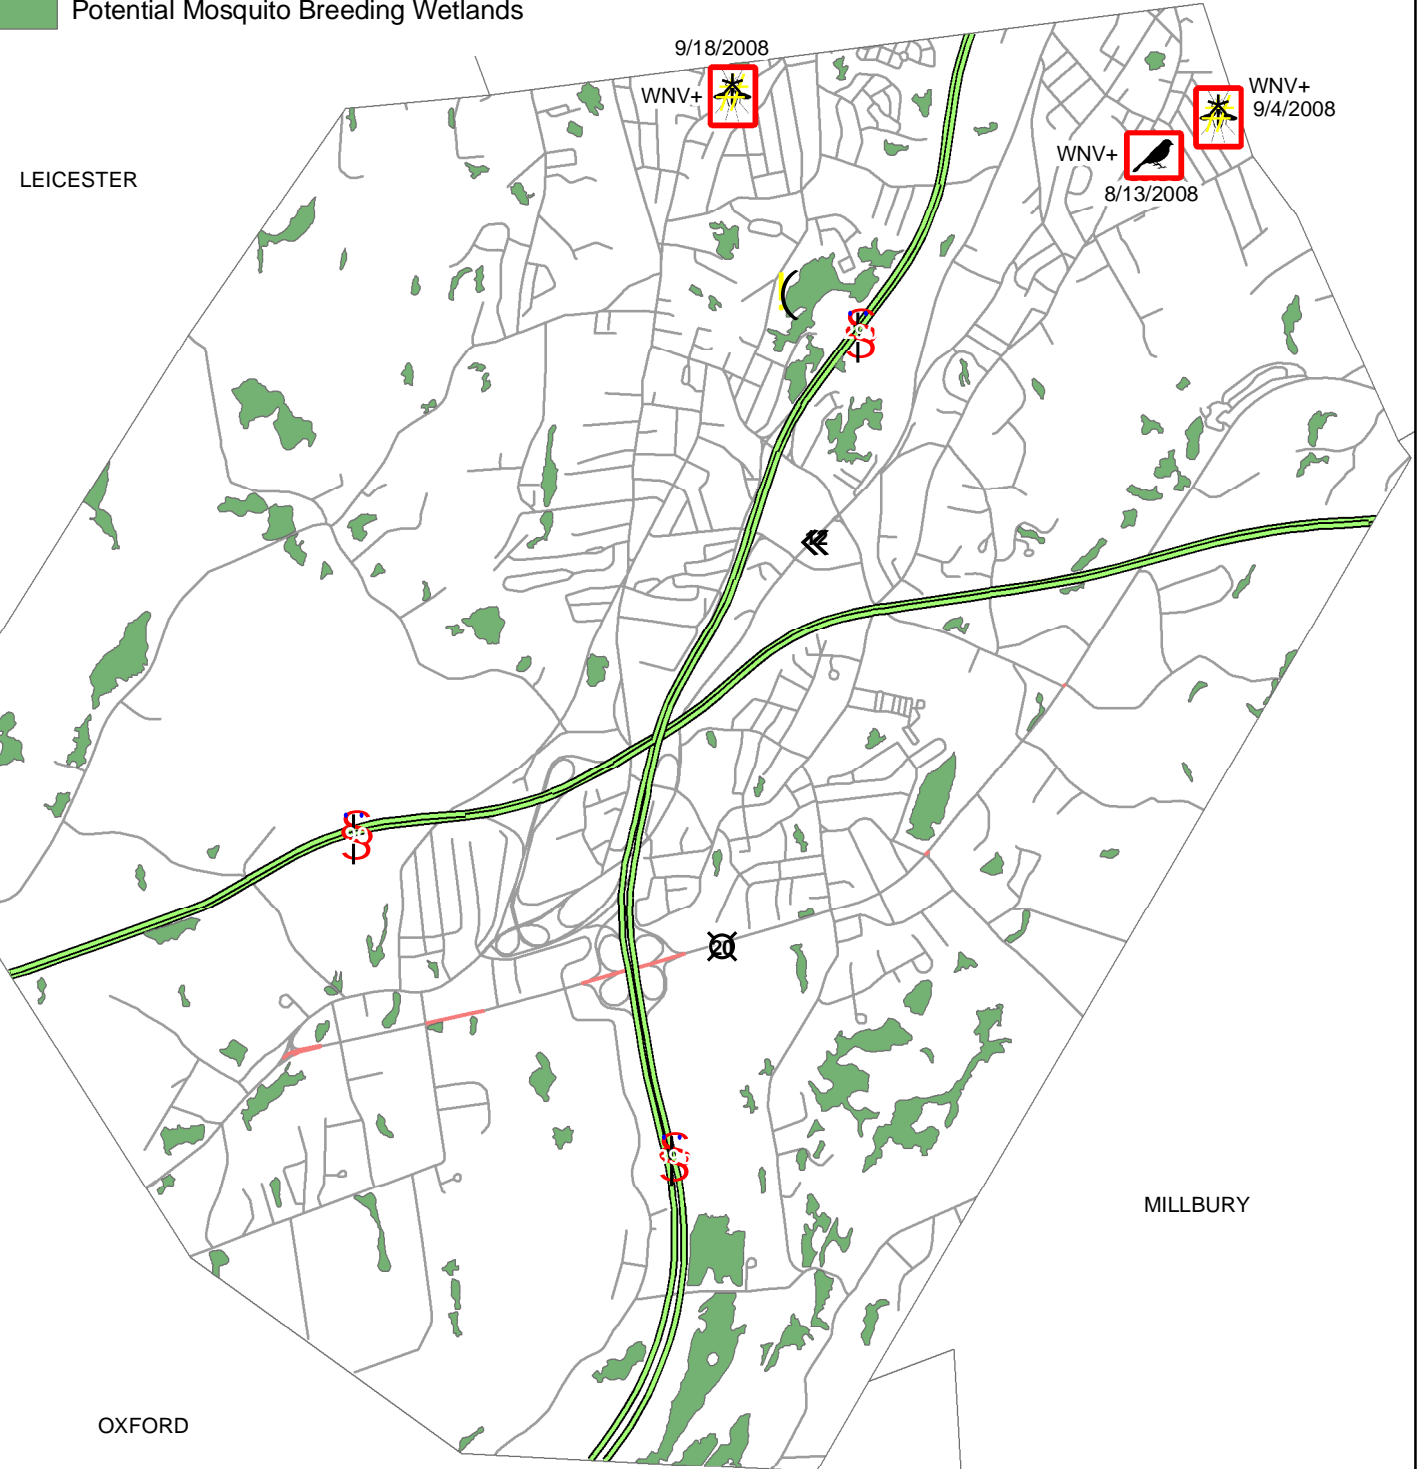 Potential Mosquito Breeding Wetlands
9/18/2008
WNV+
WNV+
9/4/2008
WNV+
8/13/2008
LEICESTER
20
MILLBURY
OXFORD